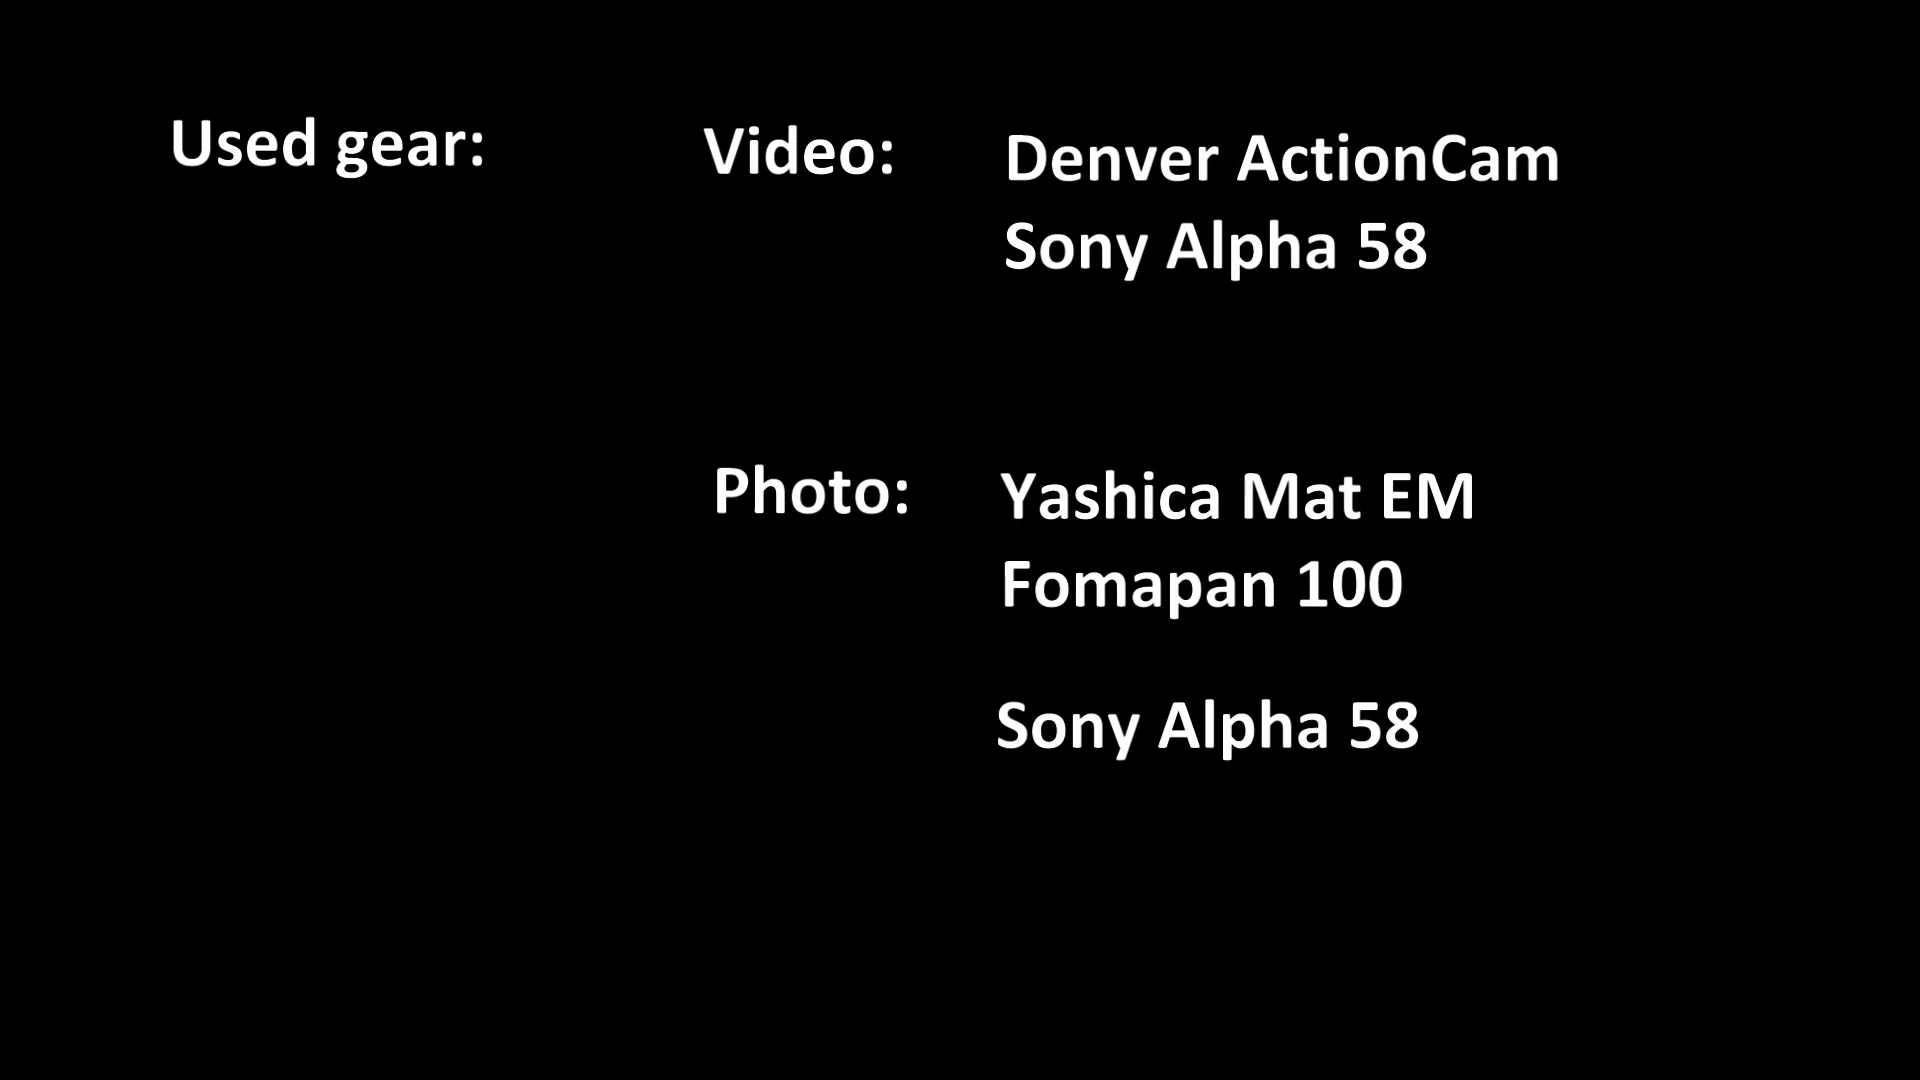 Used gear:
Video:
Denver ActionCam
Sony Alpha 58
Photo:
Yashica Mat EM
Fomapan 100
Sony Alpha 58